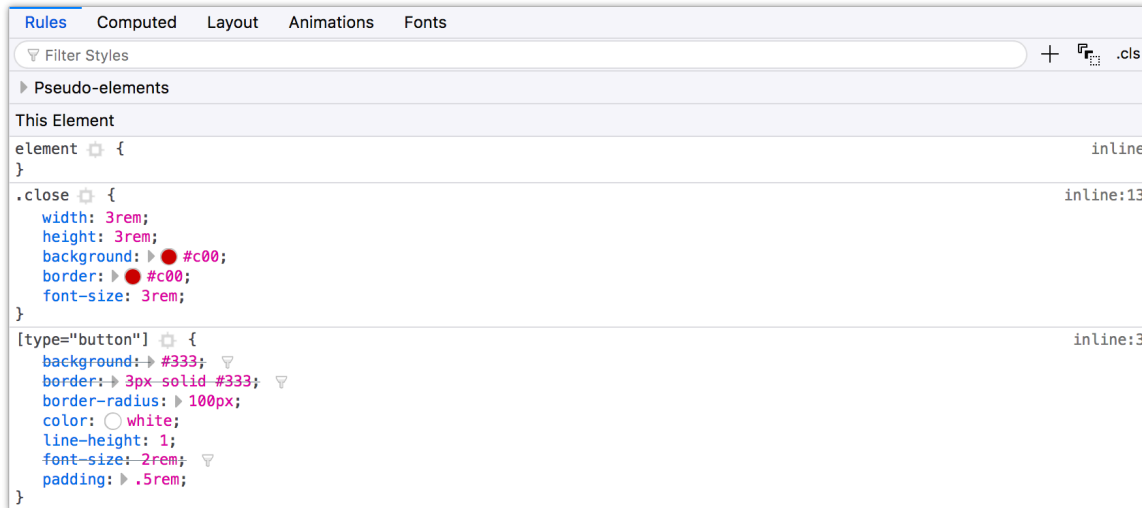 Rules Computed Layout Animations Fonts
Filter Styles .cls
Pseudo-elements
This Element
element { inline
}
.close { inline:13
width: 3rem;
height: 3rem;
background: #c00;
border: #c00;
font-size: 3rem;
}
[type="button"] { inline:3
background: #333;
border: 3px solid #333;
border-radius: 100px;
color: white;
line-height: 1;
font-size: 2rem;
padding: .5rem;
}